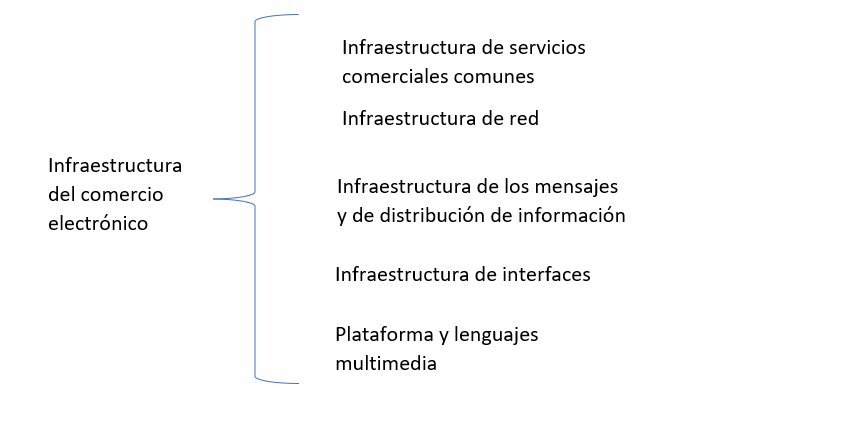 Infraestructura de servicios
comerciales comunes
Infraestructura de red
Infraestructura
del comercio
electrónico
Infraestructura de los mensajes
y de distribución de información
Infraestructura de interfaces
Plataforma y lenguajes
multimedia